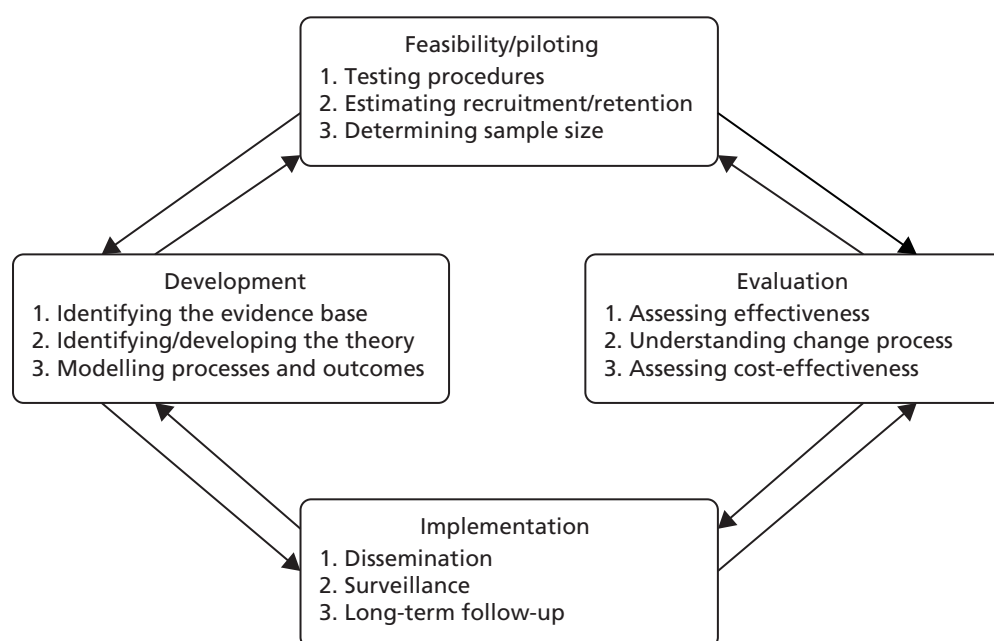 Feasibility/piloting
1. Testing procedures
2. Estimating recruitment/retention
3. Determining sample size
Development
1. Identifying the evidence base
2. Identifying/developing the theory
3. Modelling processes and outcomes
Evaluation
1. Assessing effectiveness
2. Understanding change process
3. Assessing cost-effectiveness
Implementation
1. Dissemination
2. Surveillance
3. Long-term follow-up